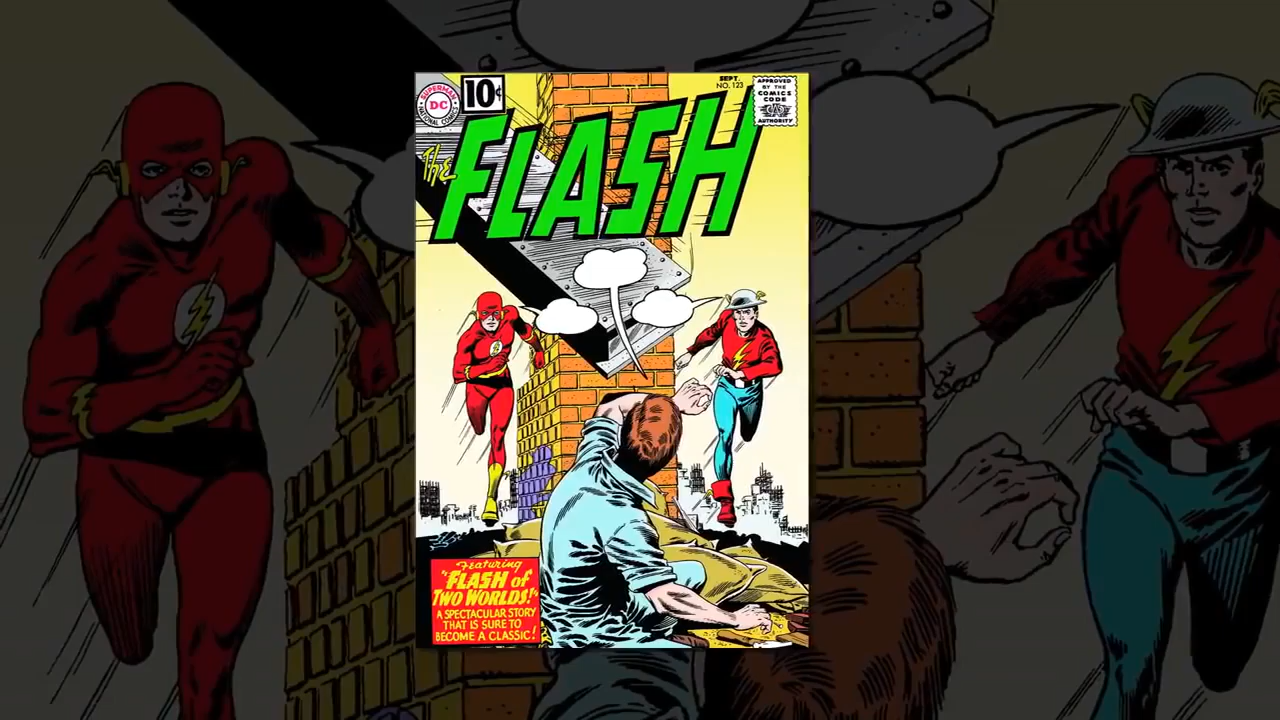 SUPERMAN
DC
NATIONAL COMICS
10¢
SEPT.
NO. 123
APPROVED
BY THE
COMICS
CODE
AUTHORITY
The
FLASH
Featuring
"FLASH of
TWO WORLDS!"
A SPECTACULAR STORY
THAT IS SURE TO
BECOME A CLASSIC!